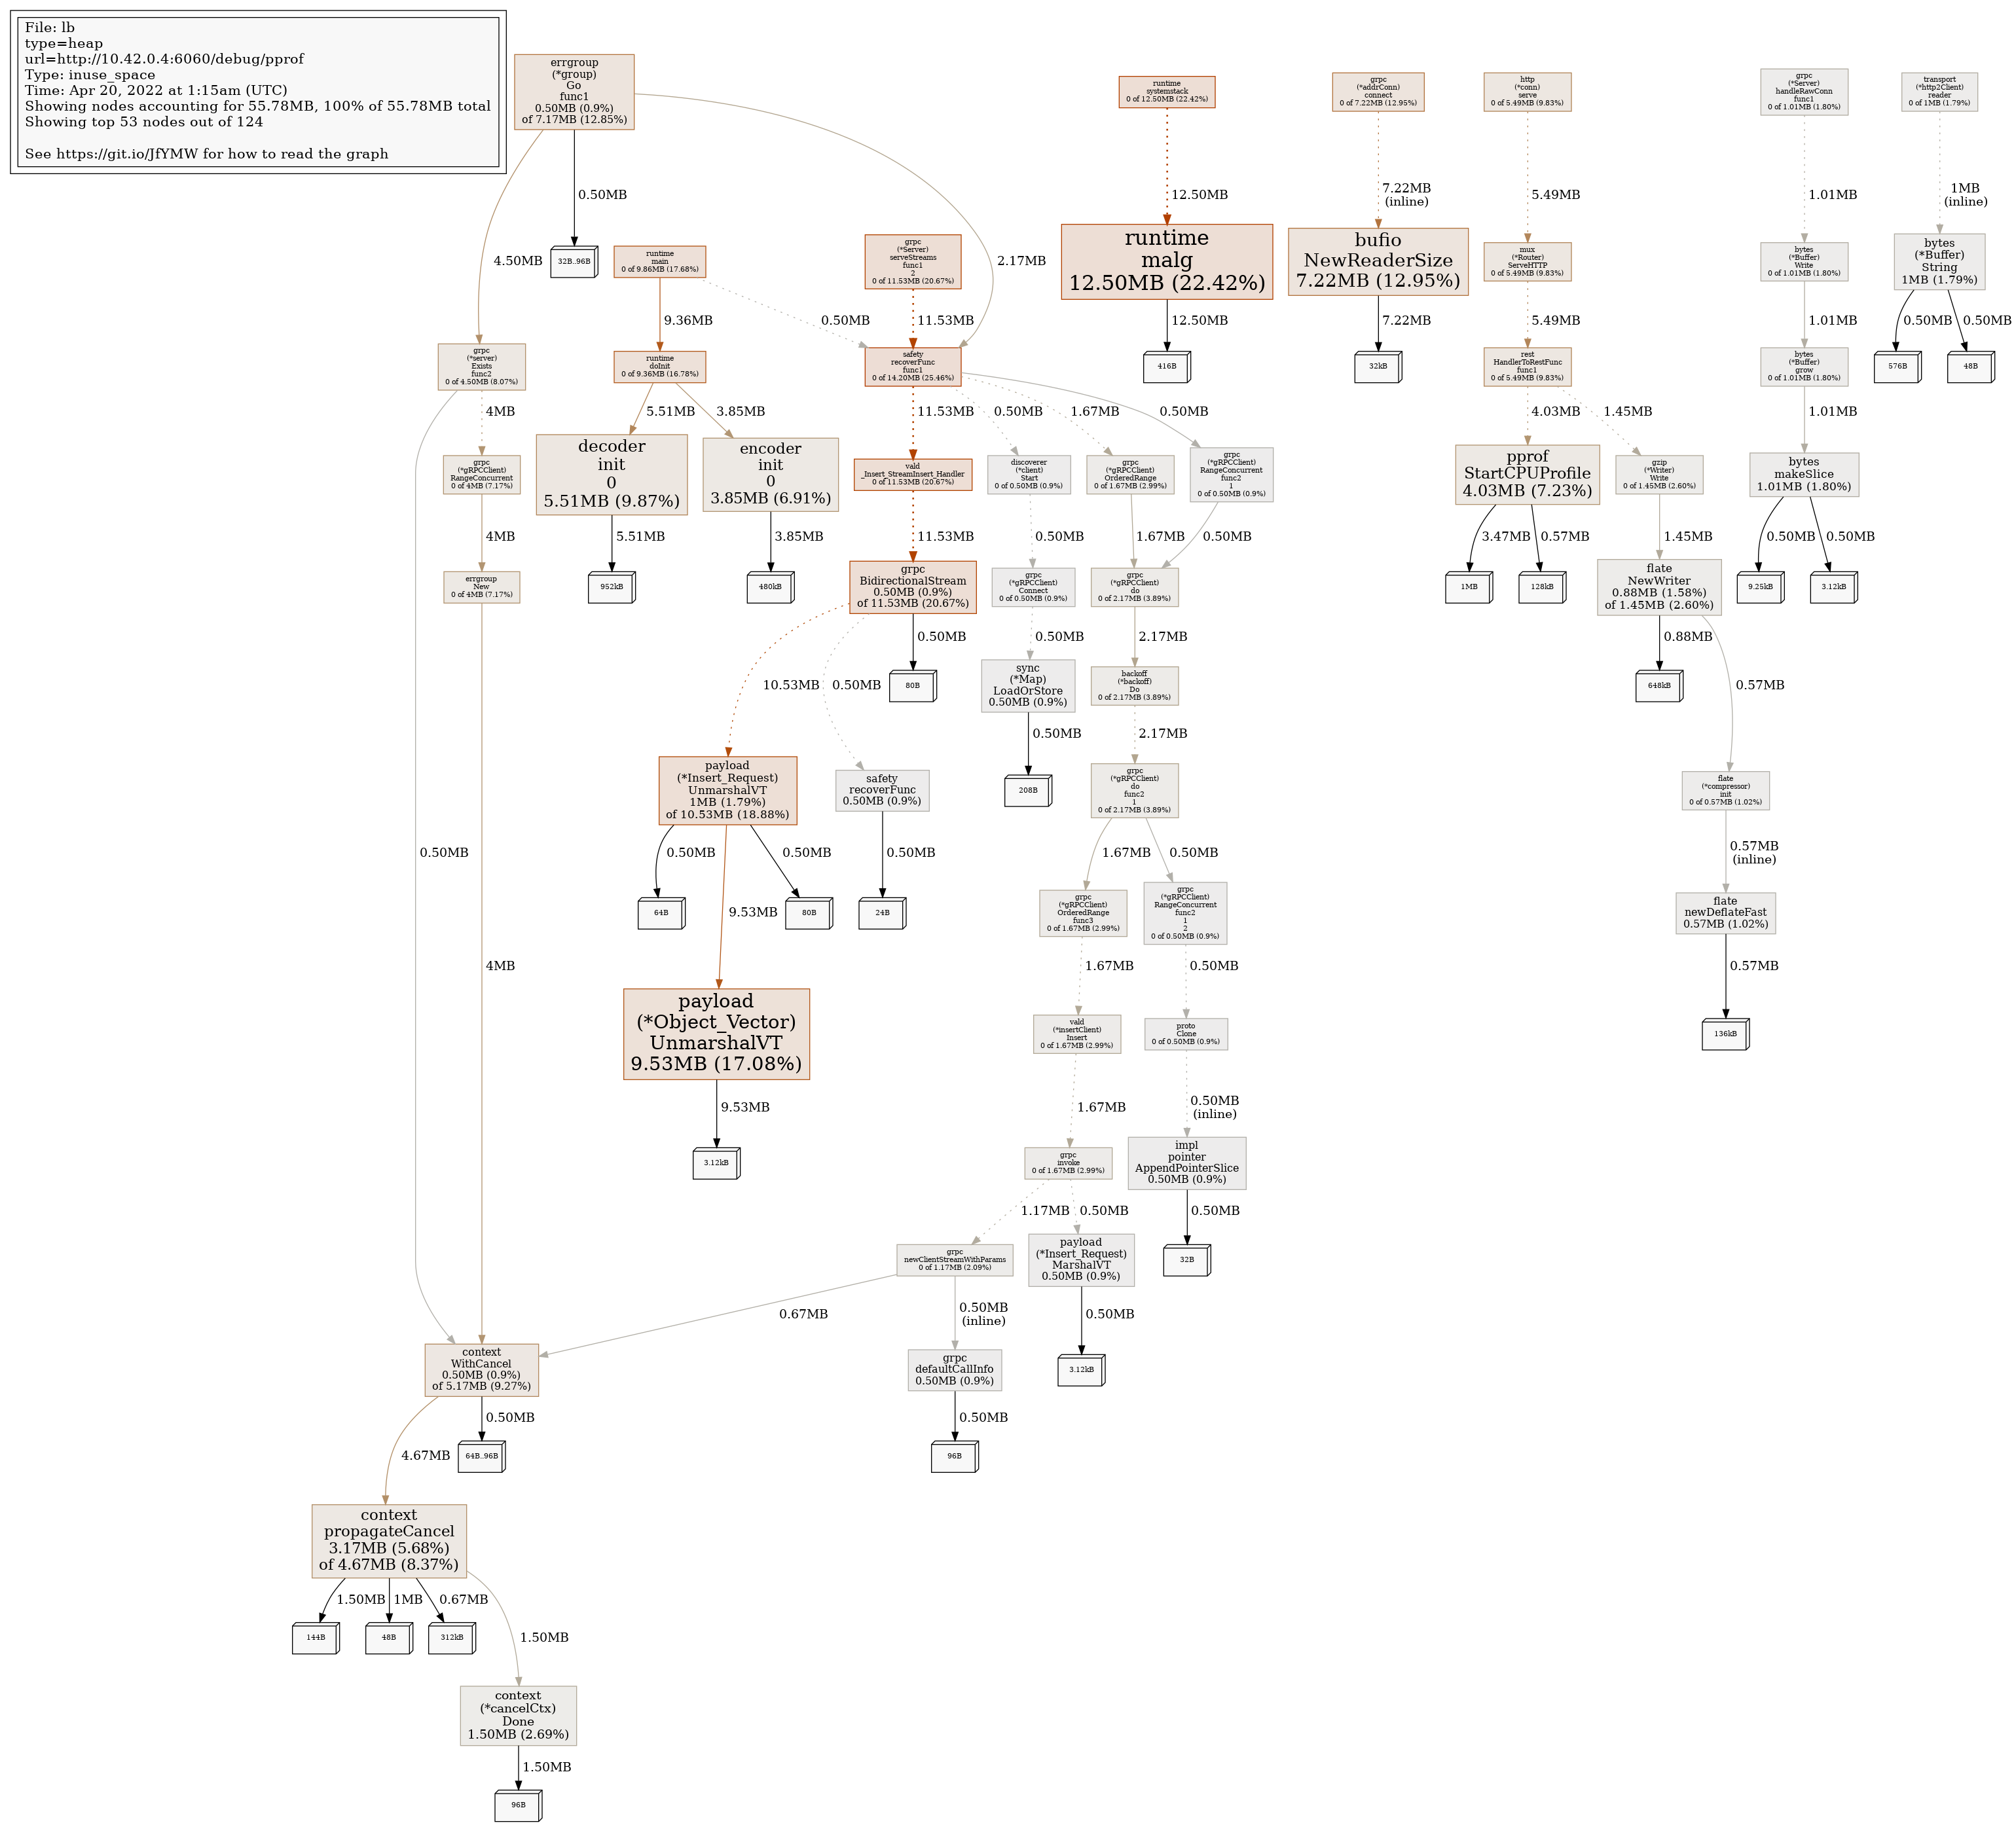 File: lb
type=heap
url=http://10.42.0.4:6060/debug/pprof
Type: inuse_space
Time: Apr 20, 2022 at 1:15am (UTC)
Showing nodes accounting for 55.78MB, 100% of 55.78MB total
Showing top 53 nodes out of 124
See https://git.io/JfYMW for how to read the graph
errgroup
(*group)
Go
func1
0.50MB (0.9%)
of 7.17MB (12.85%)
runtime
systemstack
0 of 12.50MB (22.42%)
grpc
(*addrConn)
connect
0 of 7.22MB (12.95%)
http
(*conn)
serve
0 of 5.49MB (9.83%)
grpc
(*Server)
handleRawConn
func1
0 of 1.01MB (1.80%)
transport
(*http2Client)
reader
0 of 1MB (1.79%)
4.50MB
0.50MB
2.17MB
12.50MB
7.22MB
(inline)
5.49MB
1.01MB
1MB
(inline)
32B..96B
runtime
main
0 of 9.86MB (17.68%)
grpc
(*Server)
serveStreams
func1
2
0 of 11.53MB (20.67%)
runtime
malg
12.50MB (22.42%)
bufio
NewReaderSize
7.22MB (12.95%)
mux
(*Router)
ServeHTTP
0 of 5.49MB (9.83%)
bytes
(*Buffer)
Write
0 of 1.01MB (1.80%)
bytes
(*Buffer)
String
1MB (1.79%)
9.36MB
0.50MB
11.53MB
12.50MB
7.22MB
5.49MB
1.01MB
0.50MB
0.50MB
grpc
(*server)
Exists
func2
0 of 4.50MB (8.07%)
runtime
doInit
0 of 9.36MB (16.78%)
safety
recoverFunc
func1
0 of 14.20MB (25.46%)
416B
32kB
rest
HandlerToRestFunc
func1
0 of 5.49MB (9.83%)
bytes
(*Buffer)
grow
0 of 1.01MB (1.80%)
576B
48B
4MB
5.51MB
3.85MB
11.53MB
0.50MB
1.67MB
0.50MB
4.03MB
1.45MB
1.01MB
grpc
(*gRPCClient)
RangeConcurrent
0 of 4MB (7.17%)
decoder
init
0
5.51MB (9.87%)
encoder
init
0
3.85MB (6.91%)
vald
_Insert_StreamInsert_Handler
0 of 11.53MB (20.67%)
discoverer
(*client)
Start
0 of 0.50MB (0.9%)
grpc
(*gRPCClient)
OrderedRange
0 of 1.67MB (2.99%)
grpc
(*gRPCClient)
RangeConcurrent
func2
1
0 of 0.50MB (0.9%)
pprof
StartCPUProfile
4.03MB (7.23%)
gzip
(*Writer)
Write
0 of 1.45MB (2.60%)
bytes
makeSlice
1.01MB (1.80%)
4MB
5.51MB
3.85MB
11.53MB
0.50MB
1.67MB
0.50MB
3.47MB
0.57MB
1.45MB
0.50MB
0.50MB
errgroup
New
0 of 4MB (7.17%)
952kB
480kB
grpc
BidirectionalStream
0.50MB (0.9%)
of 11.53MB (20.67%)
grpc
(*gRPCClient)
Connect
0 of 0.50MB (0.9%)
grpc
(*gRPCClient)
do
0 of 2.17MB (3.89%)
1MB
128kB
flate
NewWriter
0.88MB (1.58%)
of 1.45MB (2.60%)
9.25kB
3.12kB
10.53MB
0.50MB
0.50MB
0.50MB
2.17MB
0.88MB
0.57MB
80B
sync
(*Map)
LoadOrStore
0.50MB (0.9%)
backoff
(*backoff)
Do
0 of 2.17MB (3.89%)
648kB
0.50MB
2.17MB
payload
(*Insert_Request)
UnmarshalVT
1MB (1.79%)
of 10.53MB (18.88%)
safety
recoverFunc
0.50MB (0.9%)
208B
grpc
(*gRPCClient)
do
func2
1
0 of 2.17MB (3.89%)
flate
(*compressor)
init
0 of 0.57MB (1.02%)
0.50MB
4MB
0.50MB
9.53MB
0.50MB
0.50MB
1.67MB
0.50MB
0.57MB
(inline)
64B
80B
24B
grpc
(*gRPCClient)
OrderedRange
func3
0 of 1.67MB (2.99%)
grpc
(*gRPCClient)
RangeConcurrent
func2
1
2
0 of 0.50MB (0.9%)
flate
newDeflateFast
0.57MB (1.02%)
1.67MB
0.50MB
0.57MB
payload
(*Object_Vector)
UnmarshalVT
9.53MB (17.08%)
vald
(*insertClient)
Insert
0 of 1.67MB (2.99%)
proto
Clone
0 of 0.50MB (0.9%)
136kB
9.53MB
1.67MB
0.50MB
(inline)
3.12kB
grpc
invoke
0 of 1.67MB (2.99%)
impl
pointer
AppendPointerSlice
0.50MB (0.9%)
1.17MB
0.50MB
0.50MB
grpc
newClientStreamWithParams
0 of 1.17MB (2.09%)
payload
(*Insert_Request)
MarshalVT
0.50MB (0.9%)
32B
0.67MB
0.50MB
(inline)
0.50MB
context
WithCancel
0.50MB (0.9%)
of 5.17MB (9.27%)
grpc
defaultCallInfo
0.50MB (0.9%)
3.12kB
4.67MB
0.50MB
0.50MB
64B..96B
96B
context
propagateCancel
3.17MB (5.68%)
of 4.67MB (8.37%)
1.50MB
1MB
0.67MB
1.50MB
144B
48B
312kB
context
(*cancelCtx)
Done
1.50MB (2.69%)
1.50MB
96B